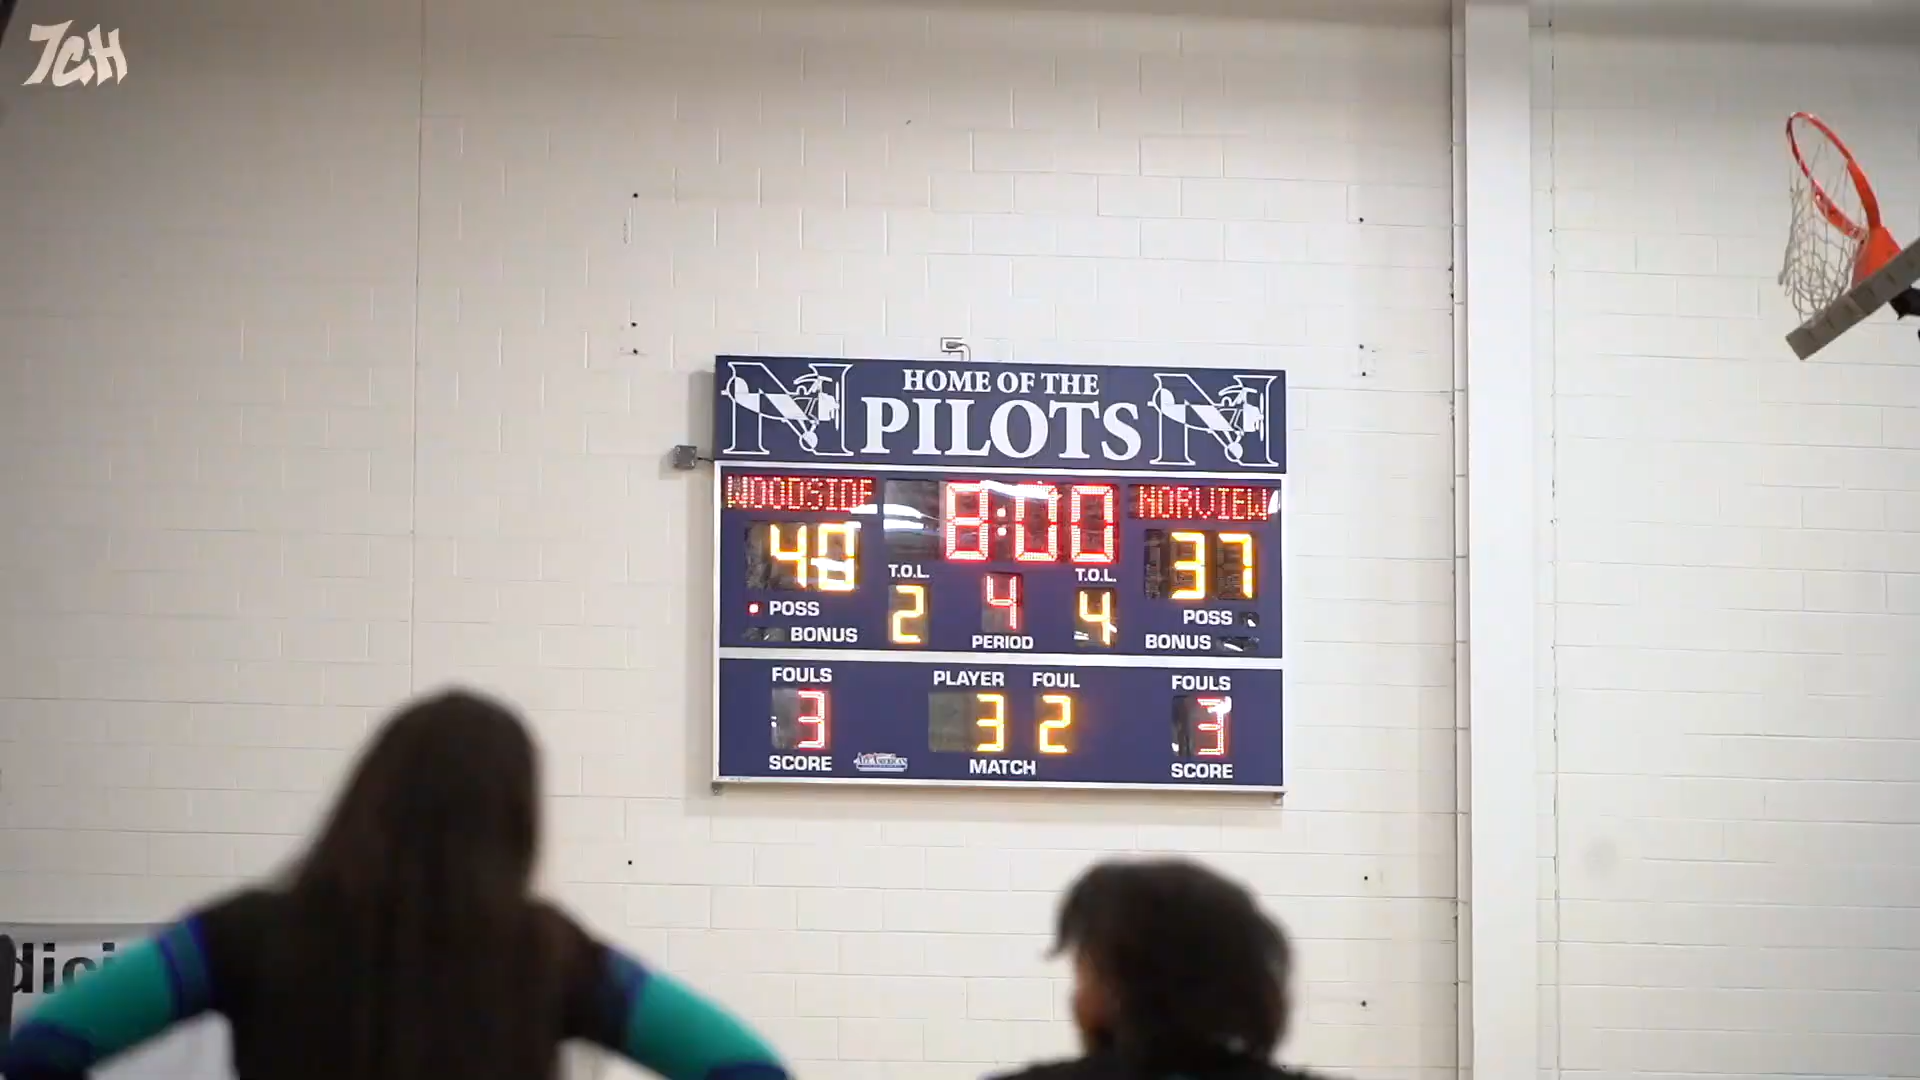 7CH
HOME OF THE
PILOTS
WOODSIDE 8:00 NORVIEW
48 37
T.O.L. T.O.L.
2 4 4
POSS POSS
BONUS PERIOD BONUS
FOULS PLAYER FOUL FOULS
3 3 2 3
SCORE MATCH SCORE
dici